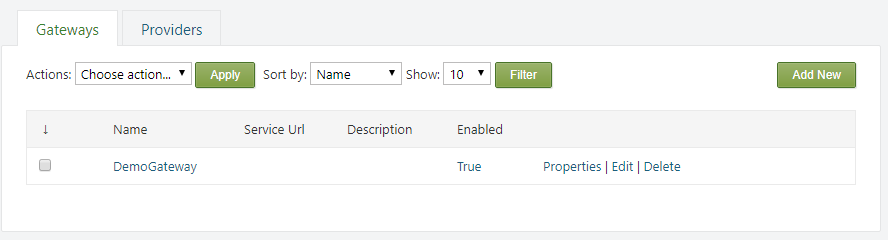 Gateways Providers
Actions: Choose action... Apply Sort by: Name Show: 10 Filter Add New
↓ Name Service Url Description Enabled
DemoGateway True Properties | Edit | Delete